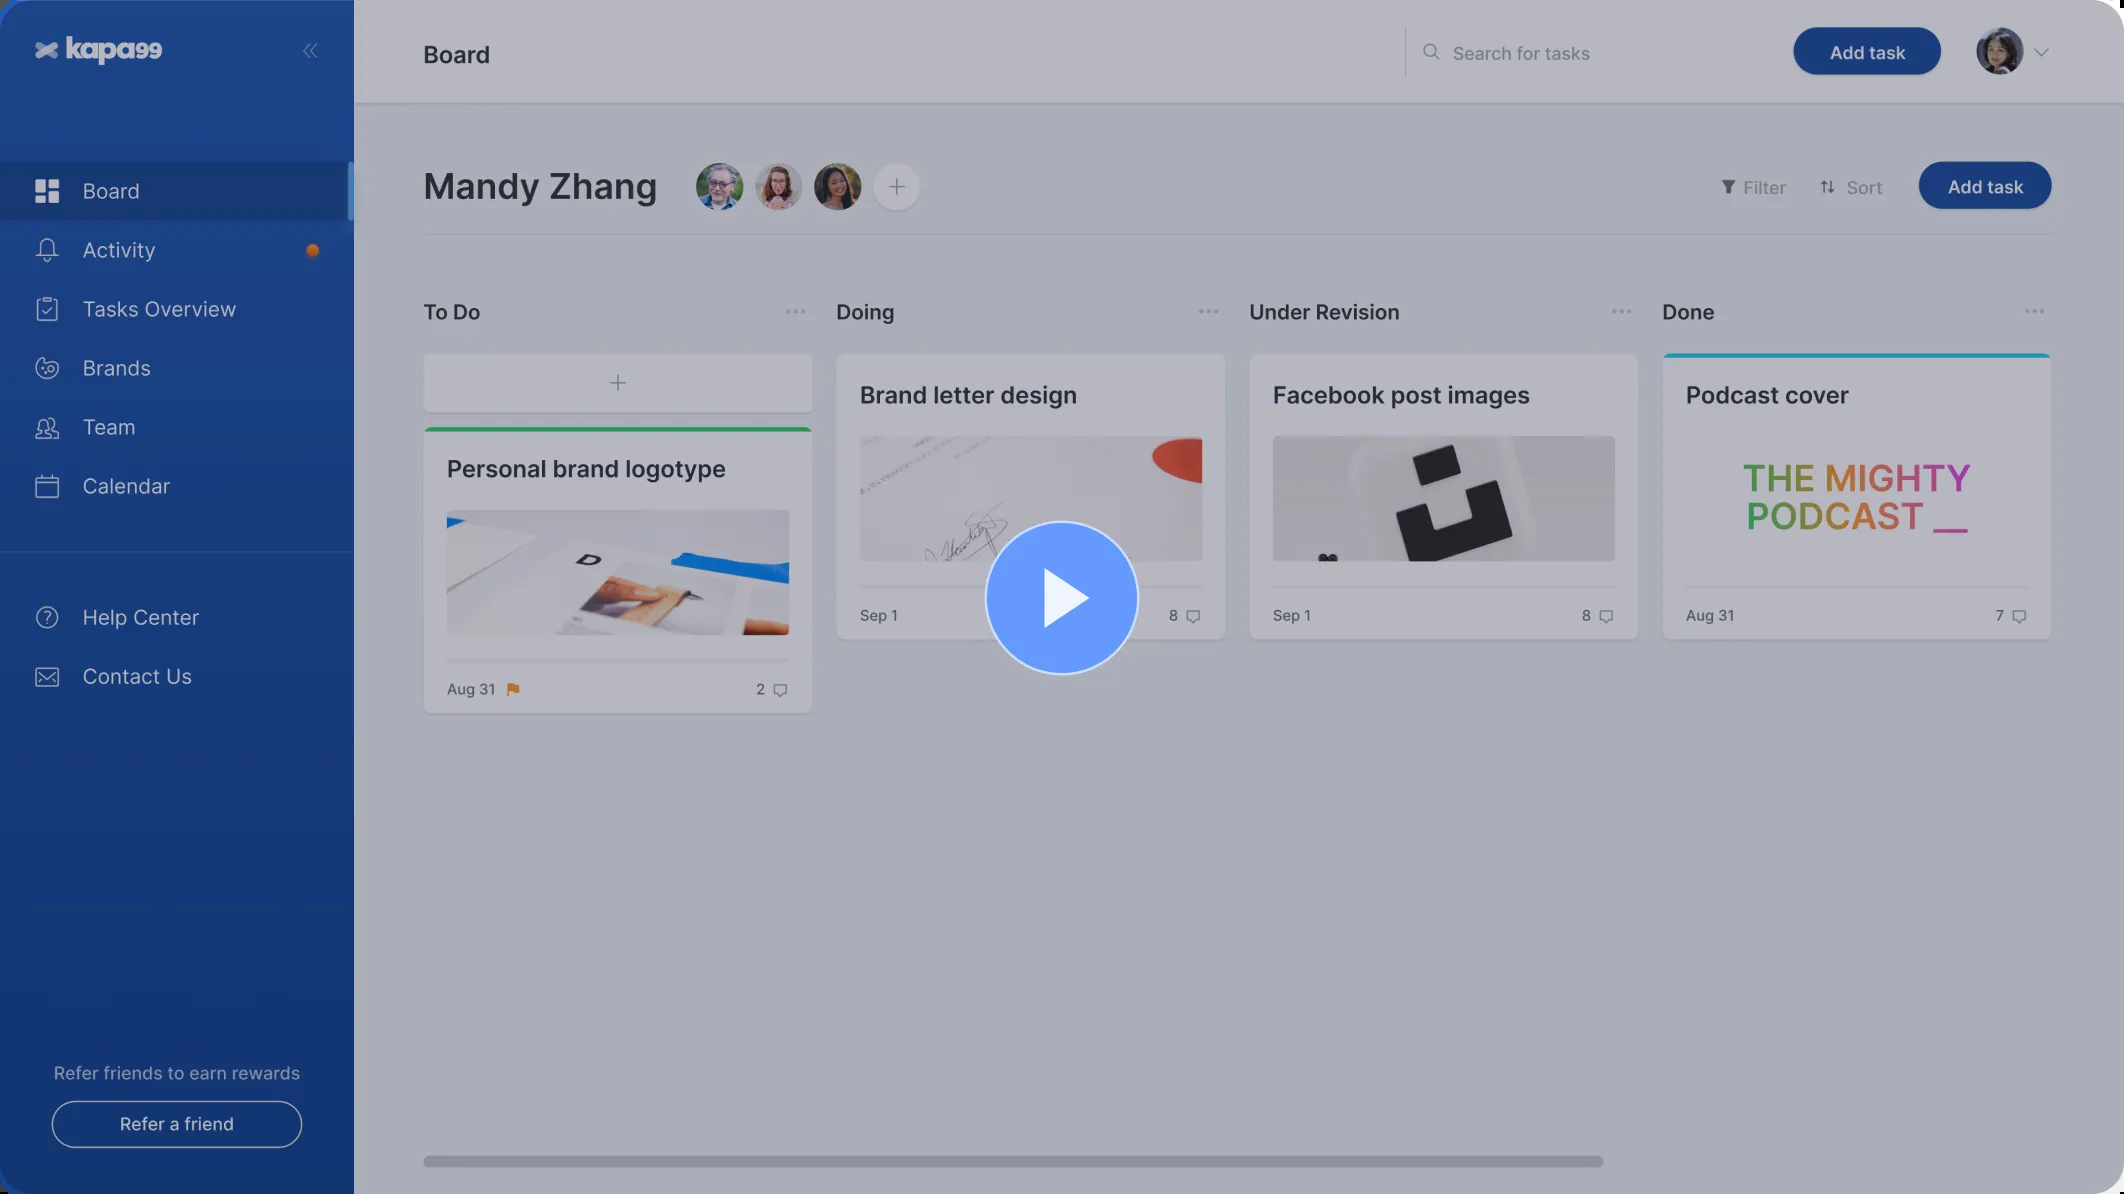 kapa99
Board
Search for tasks
Add task
Board
Activity
Tasks Overview
Brands
Team
Calendar
Help Center
Contact Us
Refer friends to earn rewards
Refer a friend
Mandy Zhang
Filter
Sort
Add task
To Do
Personal brand logotype
D
Aug 31
2
Doing
Brand letter design
Sep 1
8
Under Revision
Facebook post images
Sep 1
8
Done
Podcast cover
THE MIGHTY
PODCAST __
Aug 31
7